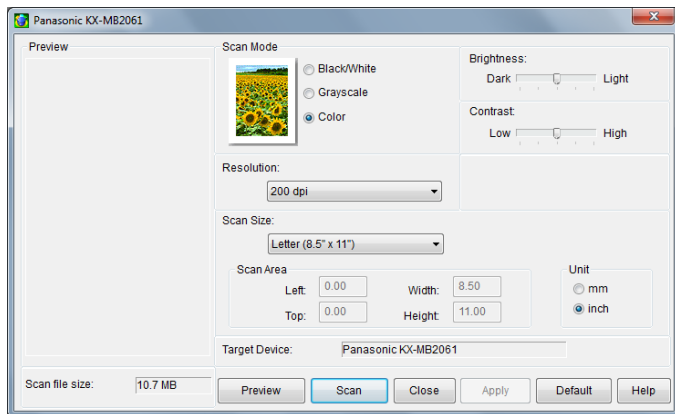 Panasonic KX-MB2061
Preview
Scan Mode
Black/White
Grayscale
Color
Brightness:
Dark Light
Contrast:
Low High
Resolution:
200 dpi
Scan Size:
Letter (8.5" x 11")
Scan Area
Left: 0.00 Width: 8.50
Top: 0.00 Height: 11.00
Unit
mm
inch
Target Device: Panasonic KX-MB2061
Scan file size: 10.7 MB
Preview Scan Close Apply Default Help